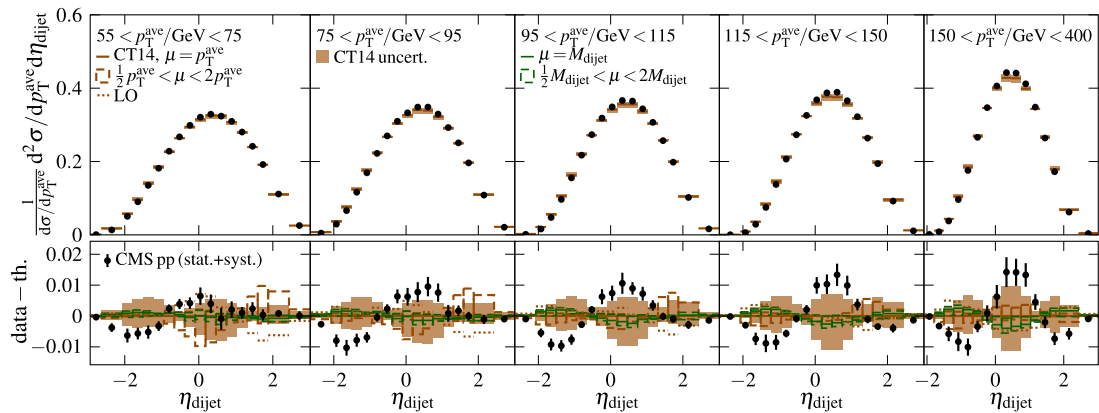 0.6
0.4
0.2
0
1/(dσ/dp_T^ave) d²σ/dp_T^ave dη_dijet
55 < p_T^ave/GeV < 75
CT14, μ = p_T^ave
½ p_T^ave < μ < 2p_T^ave
LO
75 < p_T^ave/GeV < 95
CT14 uncert.
95 < p_T^ave/GeV < 115
μ = M_dijet
½ M_dijet < μ < 2M_dijet
115 < p_T^ave/GeV < 150
150 < p_T^ave/GeV < 400
data − th.
0.02
0.01
0
−0.01
CMS pp (stat.+syst.)
−2 0 2
−2 0 2
−2 0 2
−2 0 2
−2 0 2
η_dijet
η_dijet
η_dijet
η_dijet
η_dijet